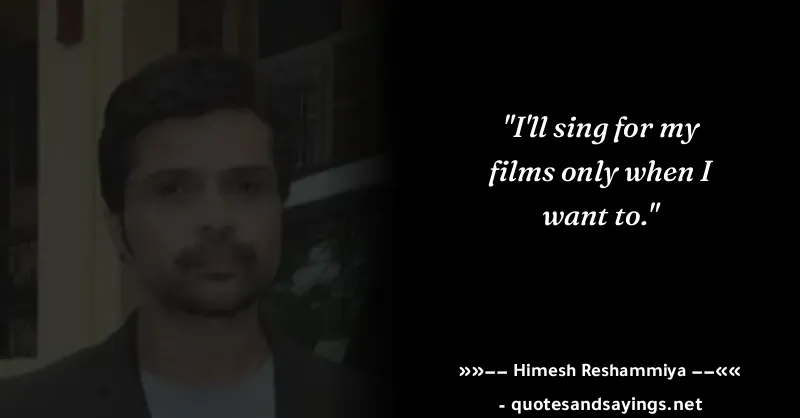 "I'll sing for my
films only when I
want to."
»»−− Himesh Reshammiya −−««
- quotesandsayings.net